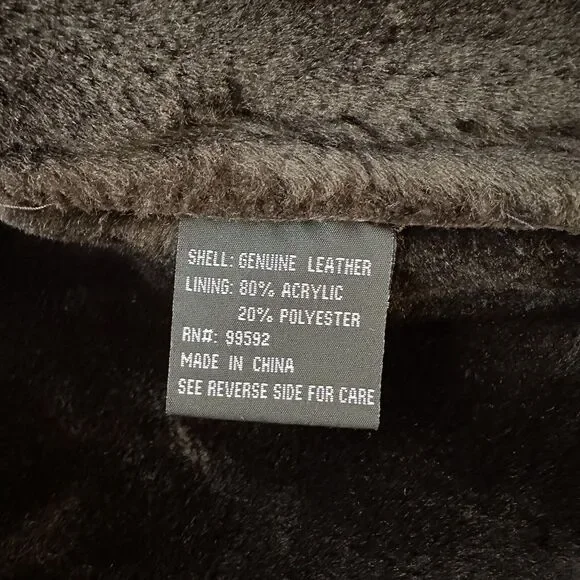 SHELL: GENUINE LEATHER
LINING: 80% ACRYLIC
20% POLYESTER
RN#: 99592
MADE IN CHINA
SEE REVERSE SIDE FOR CARE